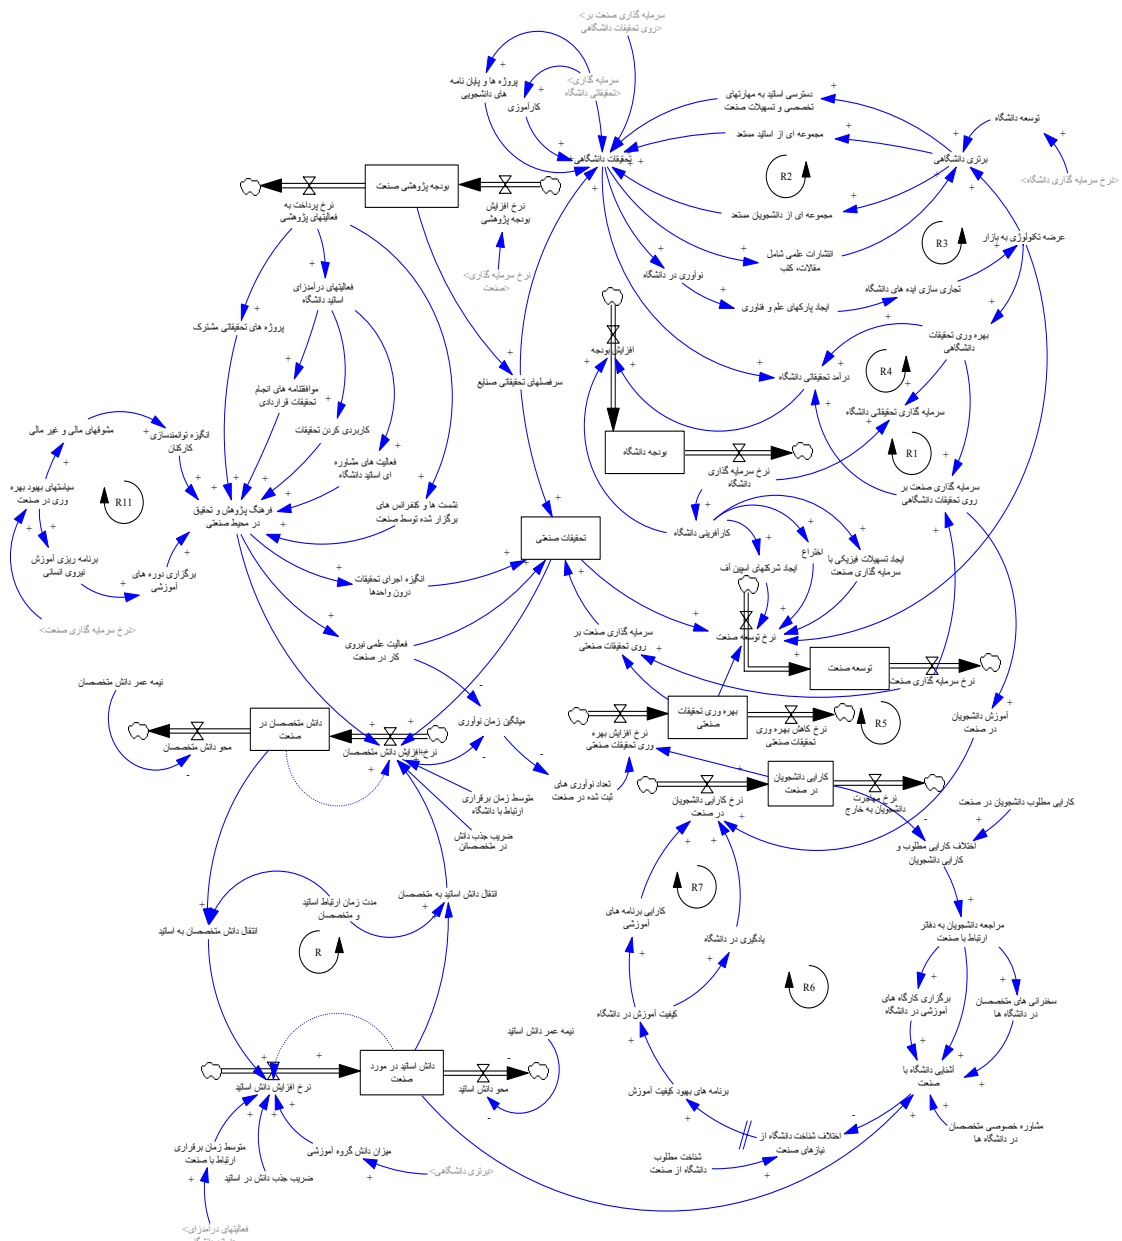 <سرمایه گذاری صنعت بر
روی تحقیقات دانشگاهی>
پروژه ها و پایان نامه
های دانشجویی
<سرمایه گذاری
تحقیقاتی دانشگاه>
کارآموزی
دسترسی اساتید به مهارتهای
تخصصی و تسهیلات صنعت
توسعه دانشگاه
مجموعه ای از اساتید مستعد
تحقیقات دانشگاهی
برتری دانشگاهی
<نرخ سرمایه گذاری دانشگاه>
بودجه پژوهشی صنعت
R2
نرخ پرداخت به
فعالیتهای پژوهشی
نرخ افزایش
بودجه پژوهشی
مجموعه ای از دانشجویان مستعد
R3
عرضه تکنولوژی به بازار
انتشارات علمی شامل
مقالات، کتب
<نرخ سرمایه گذاری
صنعت>
نوآوری در دانشگاه
فعالیتهای درآمدزای
اساتید دانشگاه
تجاری سازی ایده های دانشگاه
ایجاد پارکهای علم و فناوری
پروژه های تحقیقاتی مشترک
افزایش بودجه
بهره وری تحقیقات
دانشگاهی
سرفصلهای تحقیقاتی صنایع
درآمد تحقیقاتی دانشگاه
R4
موافقتنامه های انجام
تحقیقات قراردادی
سرمایه گذاری تحقیقاتی دانشگاه
مشوقهای مالی و غیر مالی
انگیزه توانمندسازی
کارکنان
کاربردی کردن تحقیقات
بودجه دانشگاه
R1
فعالیت های مشاوره
ای اساتید دانشگاه
نرخ سرمایه گذاری
دانشگاه
سیاستهای بهبود بهره
وری در صنعت
R11
سرمایه گذاری صنعت بر
روی تحقیقات دانشگاهی
فرهنگ پژوهش و تحقیق
در محیط صنعتی
نشست ها و کنفرانس های
برگزار شده توسط صنعت
کارآفرینی دانشگاه
تحقیقات صنعتی
اختراع
ایجاد تسهیلات فیزیکی با
سرمایه گذاری صنعت
برنامه ریزی آموزش
نیروی انسانی
برگزاری دوره های
آموزشی
انگیزه اجرای تحقیقات
درون واحدها
ایجاد شرکتهای اسپین آف
<نرخ سرمایه گذاری صنعت>
فعالیت علمی نیروی
کار در صنعت
سرمایه گذاری صنعت بر
روی تحقیقات صنعتی
نرخ توسعه صنعت
توسعه صنعت
نرخ سرمایه گذاری صنعت
نیمه عمر دانش متخصصان
دانش متخصصان در
صنعت
میانگین زمان نوآوری
بهره وری تحقیقات
صنعتی
R5
آموزش دانشجویان
در صنعت
محو دانش متخصصان
نرخ افزایش دانش متخصصان
نرخ افزایش بهره
وری تحقیقات صنعتی
نرخ کاهش بهره وری
تحقیقات صنعتی
تعداد نوآوری های
ثبت شده در صنعت
کارایی دانشجویان
در صنعت
متوسط زمان برقراری
ارتباط با دانشگاه
نرخ کارایی دانشجویان
در صنعت
نرخ مهاجرت
دانشجویان به خارج
کارایی مطلوب دانشجویان در صنعت
ضریب جذب دانش
در متخصصان
اختلاف کارایی مطلوب و
کارایی دانشجویان
R7
مدت زمان ارتباط اساتید
و متخصصان
انتقال دانش اساتید به متخصصان
کارایی برنامه های
آموزشی
انتقال دانش متخصصان به اساتید
یادگیری در دانشگاه
مراجعه دانشجویان به دفاتر
ارتباط با صنعت
R
R6
برگزاری کارگاه های
آموزشی در دانشگاه
سخنرانی های متخصصان
در دانشگاه ها
کیفیت آموزش در دانشگاه
نیمه عمر دانش اساتید
دانش اساتید در مورد
صنعت
آشنایی دانشگاه با
صنعت
نرخ افزایش دانش اساتید
محو دانش اساتید
برنامه های بهبود کیفیت آموزش
مشاوره خصوصی متخصصان
در دانشگاه ها
اختلاف شناخت دانشگاه از
نیازهای صنعت
متوسط زمان برقراری
ارتباط با صنعت
میزان دانش گروه آموزشی
شناخت مطلوب
دانشگاه از صنعت
<برتری دانشگاهی>
ضریب جذب دانش در اساتید
<فعالیتهای درآمدزای